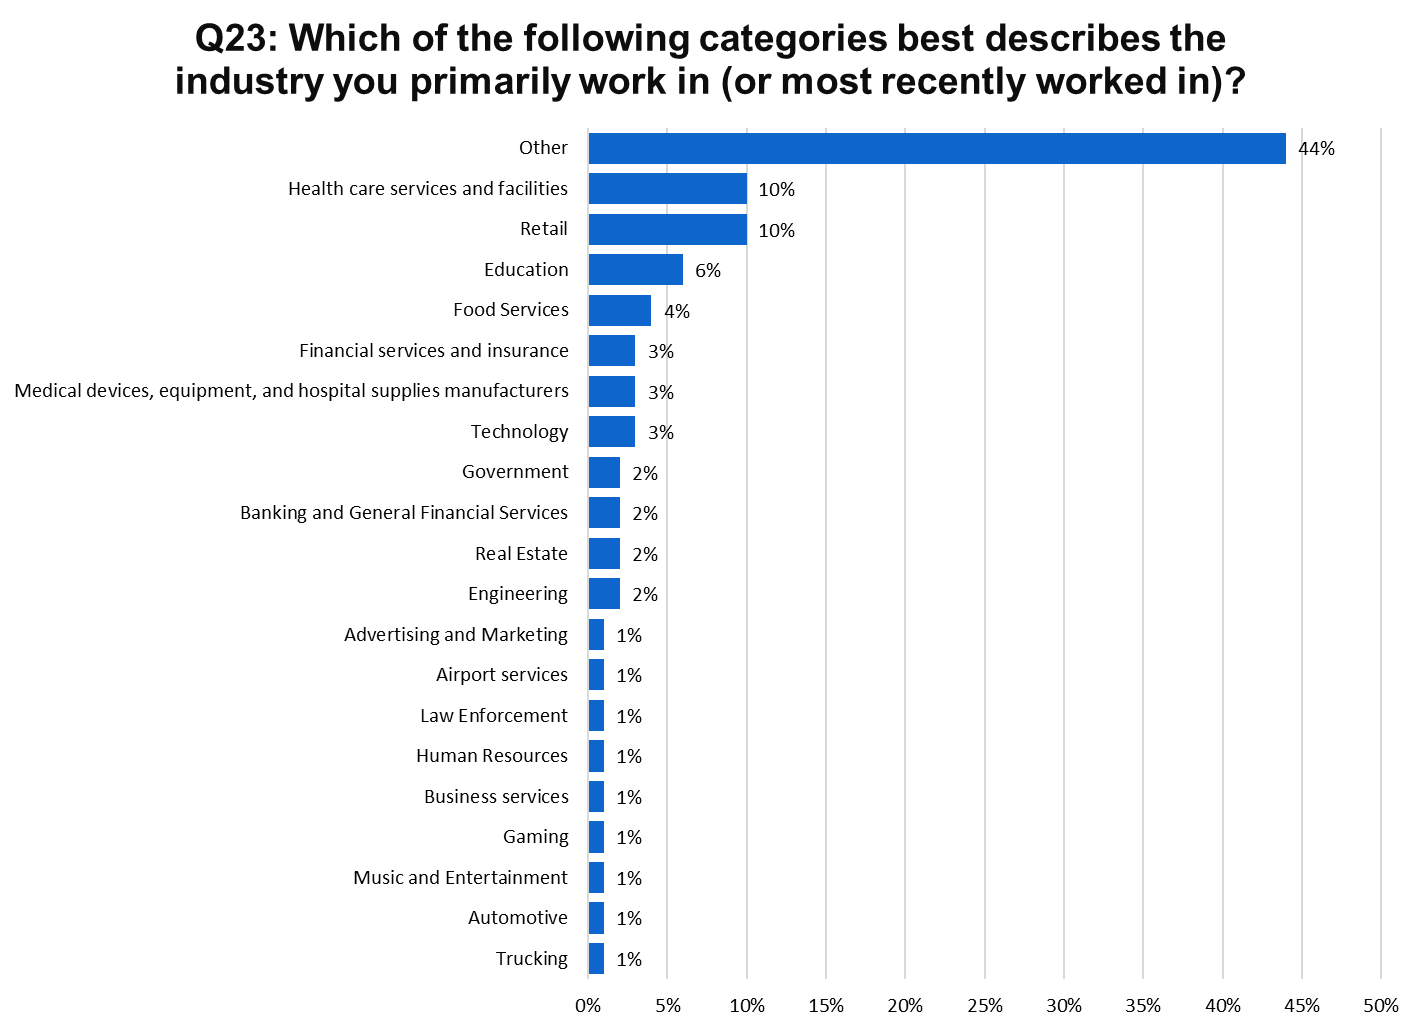 Q23: Which of the following categories best describes the
industry you primarily work in (or most recently worked in)?
Other 44%
Health care services and facilities 10%
Retail 10%
Education 6%
Food Services 4%
Financial services and insurance 3%
Medical devices, equipment, and hospital supplies manufacturers 3%
Technology 3%
Government 2%
Banking and General Financial Services 2%
Real Estate 2%
Engineering 2%
Advertising and Marketing 1%
Airport services 1%
Law Enforcement 1%
Human Resources 1%
Business services 1%
Gaming 1%
Music and Entertainment 1%
Automotive 1%
Trucking 1%
0% 5% 10% 15% 20% 25% 30% 35% 40% 45% 50%